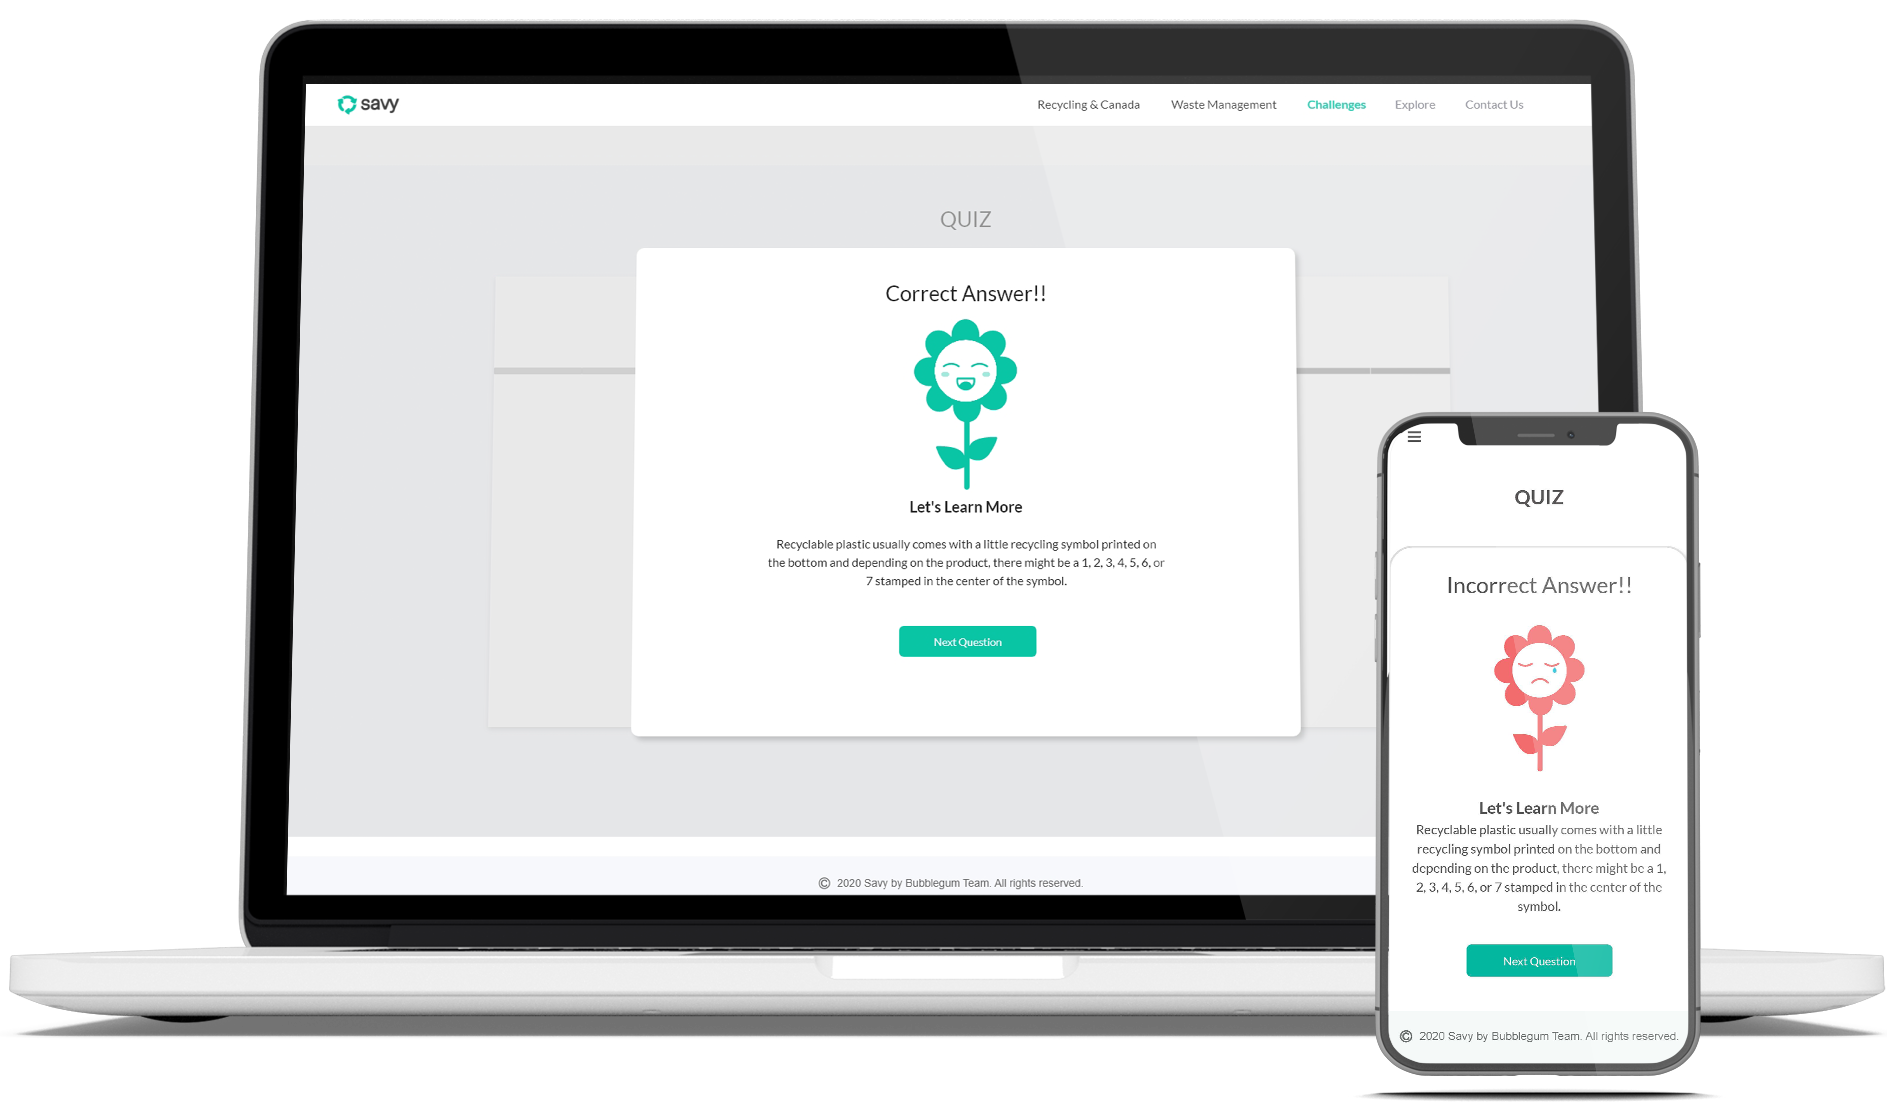 savy
Recycling & Canada Waste Management Challenges Explore Contact Us
QUIZ
Correct Answer!!
Let's Learn More
Recyclable plastic usually comes with a little recycling symbol printed on
the bottom and depending on the product, there might be a 1, 2, 3, 4, 5, 6, or
7 stamped in the center of the symbol.
Next Question
© 2020 Savy by Bubblegum Team. All rights reserved.
QUIZ
Incorrect Answer!!
Let's Learn More
Recyclable plastic usually comes with a little
recycling symbol printed on the bottom and
depending on the product, there might be a 1,
2, 3, 4, 5, 6, or 7 stamped in the center of the
symbol.
Next Question
© 2020 Savy by Bubblegum Team. All rights reserved.